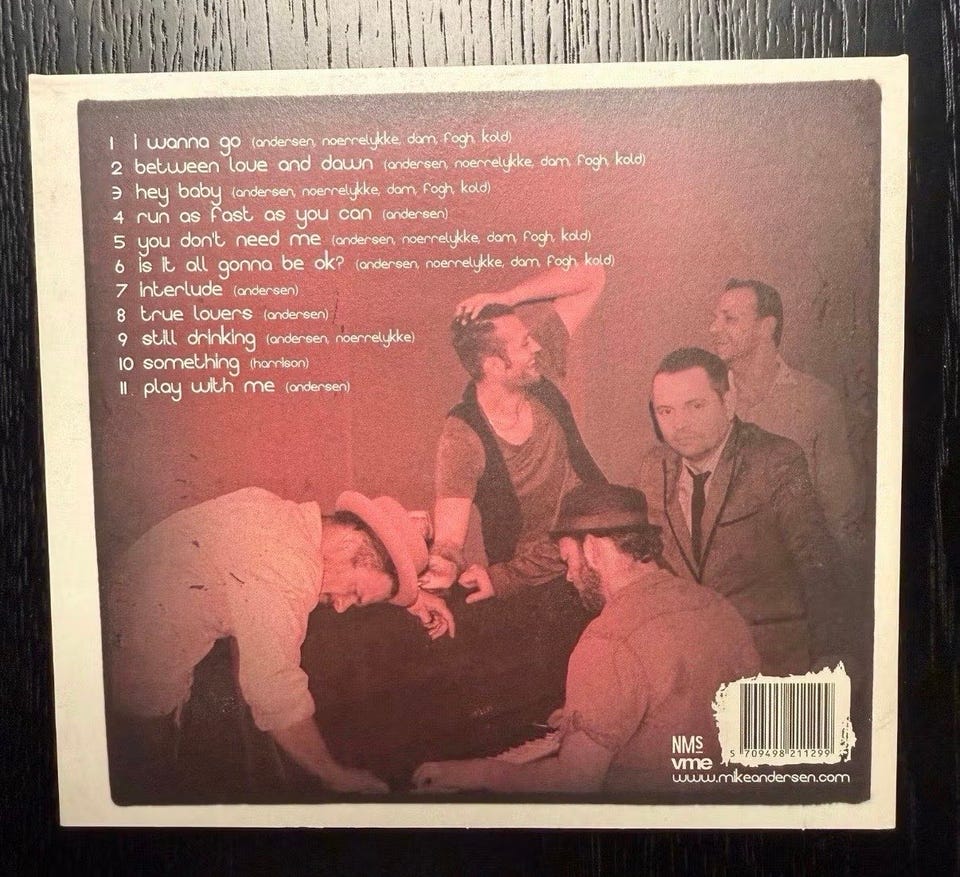 1 i wanna go (andersen, noerrelykke, dam, fogh, kold)
2 between love and dawn (andersen, noerrelykke, dam, fogh, kold)
3 hey baby (andersen, noerrelykke, dam, fogh, kold)
4 run as fast as you can (andersen)
5 you don't need me (andersen, noerrelykke, dam, fogh, kold)
6 is it all gonna be ok? (andersen, noerrelykke, dam, fogh, kold)
7 interlude (andersen)
8 true lovers (andersen)
9 still drinking (andersen, noerrelykke)
10 something (harrison)
11 play with me (andersen)
NMS
vme
5 709498 211299
www.mikeandersen.com